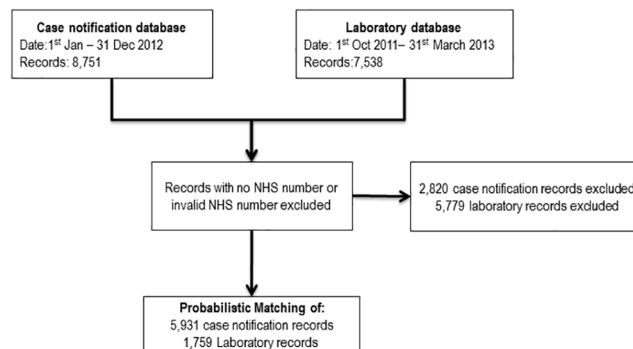 Case notification database
Date:1st Jan – 31 Dec 2012
Records: 8,751
Laboratory database
Date: 1st Oct 2011– 31st March 2013
Records:7,538
Records with no NHS number or
invalid NHS number excluded
2,820 case notification records excluded
5,779 laboratory records excluded
Probabilistic Matching of:
5,931 case notification records
1,759 Laboratory records